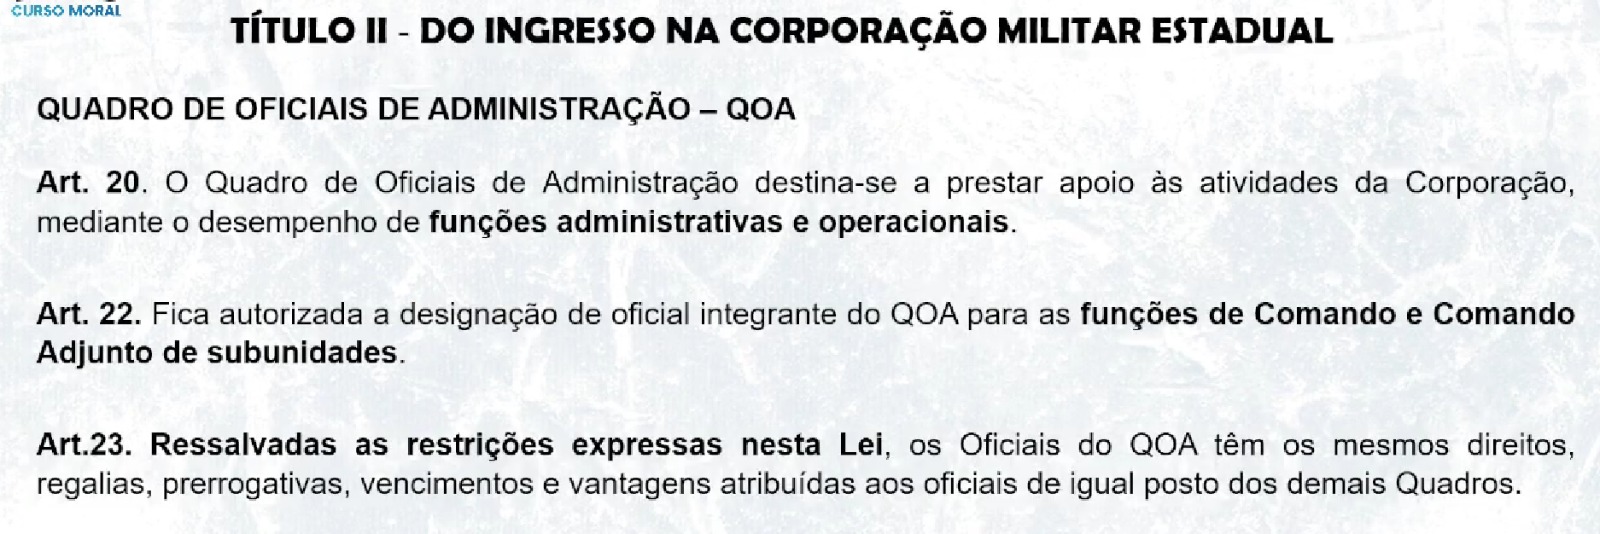 CURSO MORAL
TÍTULO II - DO INGRESSO NA CORPORAÇÃO MILITAR ESTADUAL
QUADRO DE OFICIAIS DE ADMINISTRAÇÃO – QOA
Art. 20. O Quadro de Oficiais de Administração destina-se a prestar apoio às atividades da Corporação,
mediante o desempenho de funções administrativas e operacionais.
Art. 22. Fica autorizada a designação de oficial integrante do QOA para as funções de Comando e Comando
Adjunto de subunidades.
Art.23. Ressalvadas as restrições expressas nesta Lei, os Oficiais do QOA têm os mesmos direitos,
regalias, prerrogativas, vencimentos e vantagens atribuídas aos oficiais de igual posto dos demais Quadros.